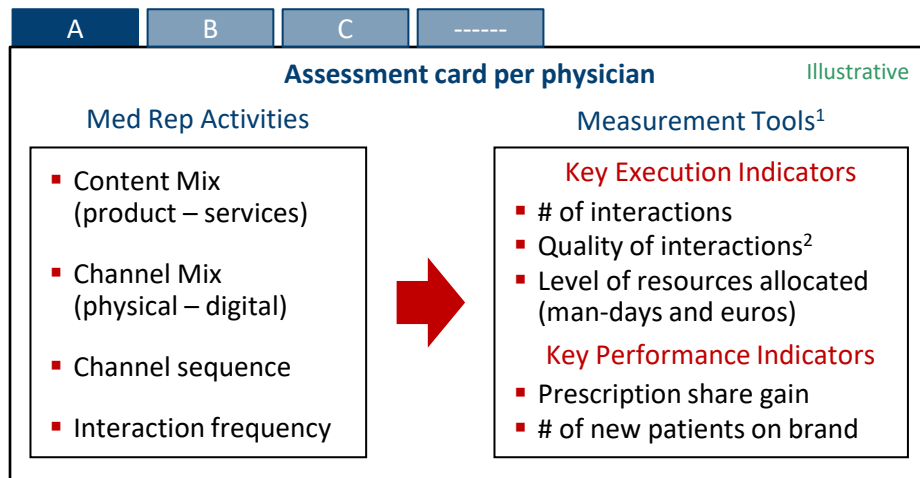 A
B
C
------
Assessment card per physician
Illustrative
Med Rep Activities
▪ Content Mix
(product – services)
▪ Channel Mix
(physical – digital)
▪ Channel sequence
▪ Interaction frequency
Measurement Tools¹
Key Execution Indicators
▪ # of interactions
▪ Quality of interactions²
▪ Level of resources allocated
(man-days and euros)
Key Performance Indicators
▪ Prescription share gain
▪ # of new patients on brand